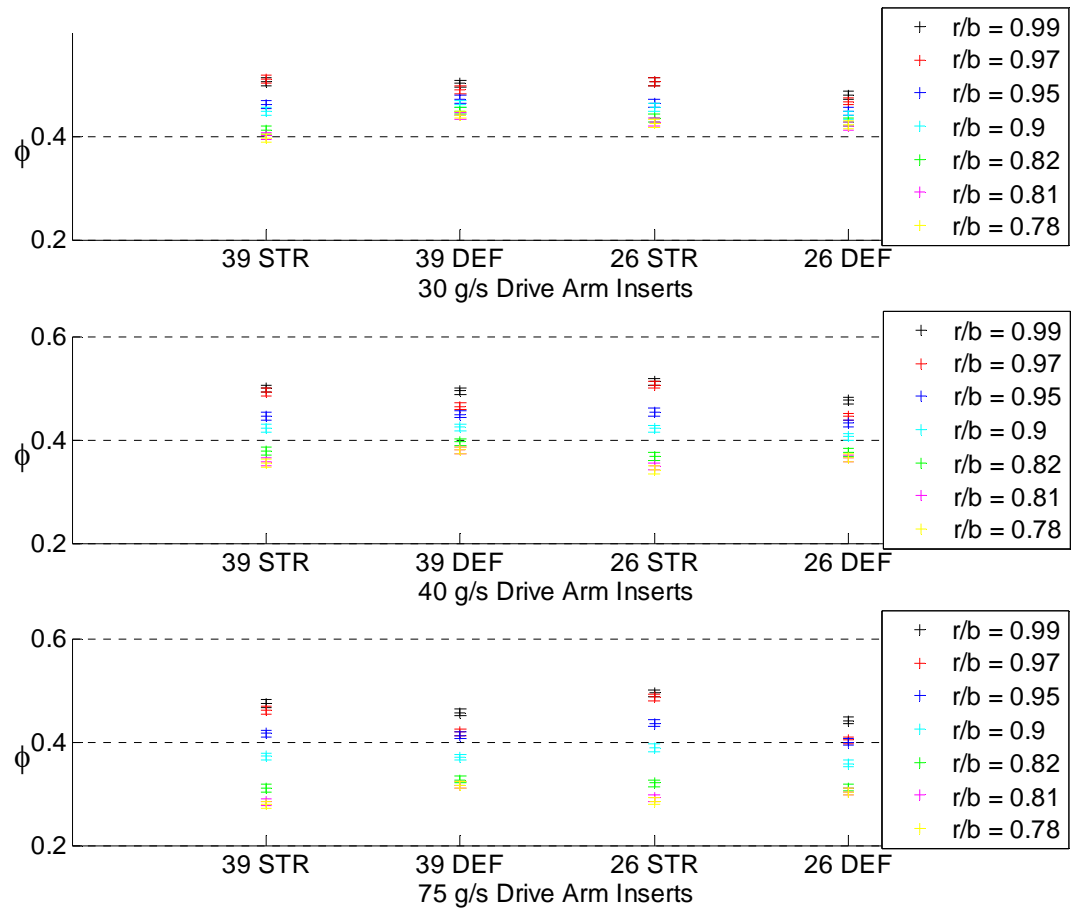 r/b = 0.99
r/b = 0.97
r/b = 0.95
r/b = 0.9
r/b = 0.82
r/b = 0.81
r/b = 0.78
0.4
ϕ
0.2
39 STR 39 DEF 26 STR 26 DEF
30 g/s Drive Arm Inserts
0.6
r/b = 0.99
r/b = 0.97
r/b = 0.95
r/b = 0.9
r/b = 0.82
r/b = 0.81
r/b = 0.78
0.4
ϕ
0.2
39 STR 39 DEF 26 STR 26 DEF
40 g/s Drive Arm Inserts
0.6
r/b = 0.99
r/b = 0.97
r/b = 0.95
r/b = 0.9
r/b = 0.82
r/b = 0.81
r/b = 0.78
0.4
ϕ
0.2
39 STR 39 DEF 26 STR 26 DEF
75 g/s Drive Arm Inserts